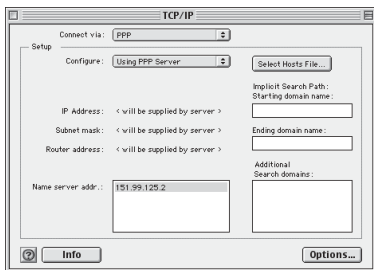 TCP/IP
Connect via: PPP
Setup
Configure: Using PPP Server
Select Hosts File...
Implicit Search Path:
Starting domain name:
IP Address: < will be supplied by server >
Subnet mask: < will be supplied by server >
Ending domain name:
Router address: < will be supplied by server >
Additional
Search domains:
Name server addr.: 151.99.125.2
?
Info
Options...